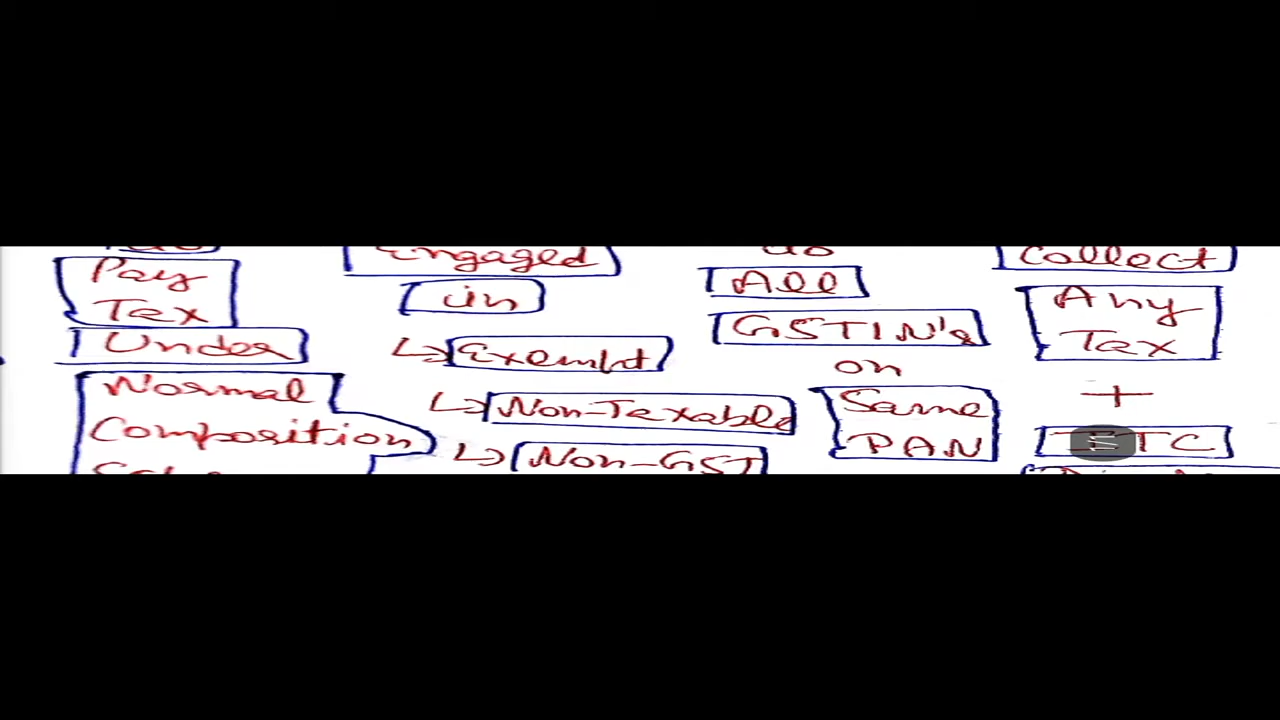 Pay
Tax
Under
Normal
Composition
Engaged
in
↳ Exempt
↳ Non-Taxable
↳ Non-GST
do
All
GSTIN's
on
Same
PAN
Collect
Any
Tax
+